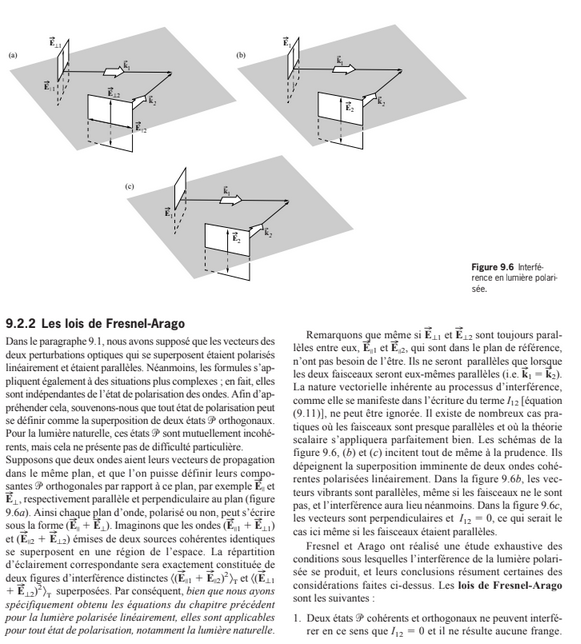 (a)
E⃗⊥1
k⃗1
E⃗∥1
E⃗⊥2
k⃗2
E⃗∥2
(b)
E⃗1
k⃗1
E⃗2
k⃗2
(c)
k⃗1
E⃗1
E⃗2
k⃗2
Figure 9.6 Interfé-
rence en lumière polari-
sée.
9.2.2 Les lois de Fresnel-Arago
Dans le paragraphe 9.1, nous avons supposé que les vecteurs des
deux perturbations optiques qui se superposent étaient polarisés
linéairement et étaient parallèles. Néanmoins, les formules s'ap-
pliquent également à des situations plus complexes ; en fait, elles
sont indépendantes de l'état de polarisation des ondes. Afin d'ap-
préhender cela, souvenons-nous que tout état de polarisation peut
se définir comme la superposition de deux états 𝒫 orthogonaux.
Pour la lumière naturelle, ces états 𝒫 sont mutuellement incohé-
rents, mais cela ne présente pas de difficulté particulière.
Supposons que deux ondes aient leurs vecteurs de propagation
dans le même plan, et que l'on puisse définir leurs compo-
santes 𝒫 orthogonales par rapport à ce plan, par exemple E⃗∥ et
E⃗⊥, respectivement parallèle et perpendiculaire au plan (figure
9.6a). Ainsi chaque plan d'onde, polarisé ou non, peut s'écrire
sous la forme (E⃗∥ + E⃗⊥). Imaginons que les ondes (E⃗∥1 + E⃗⊥1)
et (E⃗∥2 + E⃗⊥2) émises de deux sources cohérentes identiques
se superposent en une région de l'espace. La répartition
d'éclairement correspondante sera exactement constituée de
deux figures d'interférence distinctes ⟨(E⃗∥1 + E⃗∥2)²⟩T et ⟨(E⃗⊥1
+ E⃗⊥2)²⟩T superposées. Par conséquent, bien que nous ayons
spécifiquement obtenu les équations du chapitre précédent
pour la lumière polarisée linéairement, elles sont applicables
pour tout état de polarisation, notamment la lumière naturelle.
Remarquons que même si E⃗⊥1 et E⃗⊥2 sont toujours paral-
lèles entre eux, E⃗∥1 et E⃗∥2, qui sont dans le plan de référence,
n'ont pas besoin de l'être. Ils ne seront parallèles que lorsque
les deux faisceaux seront eux-mêmes parallèles (i.e. k⃗1 = k⃗2).
La nature vectorielle inhérente au processus d'interférence,
comme elle se manifeste dans l'écriture du terme I12 [équation
(9.11)], ne peut être ignorée. Il existe de nombreux cas pra-
tiques où les faisceaux sont presque parallèles et où la théorie
scalaire s'appliquera parfaitement bien. Les schémas de la
figure 9.6, (b) et (c) incitent tout de même à la prudence. Ils
dépeignent la superposition imminente de deux ondes cohé-
rentes polarisées linéairement. Dans la figure 9.6b, les vec-
teurs vibrants sont parallèles, même si les faisceaux ne le sont
pas, et l'interférence aura lieu néanmoins. Dans la figure 9.6c,
les vecteurs sont perpendiculaires et I12 = 0, ce qui serait le
cas ici même si les faisceaux étaient parallèles.
Fresnel et Arago ont réalisé une étude exhaustive des
conditions sous lesquelles l'interférence de la lumière polari-
sée se produit, et leurs conclusions résument certaines des
considérations faites ci-dessus. Les lois de Fresnel-Arago
sont les suivantes :
1. Deux états 𝒫 cohérents et orthogonaux ne peuvent interfé-
rer en ce sens que I12 = 0 et il ne résulte aucune frange.